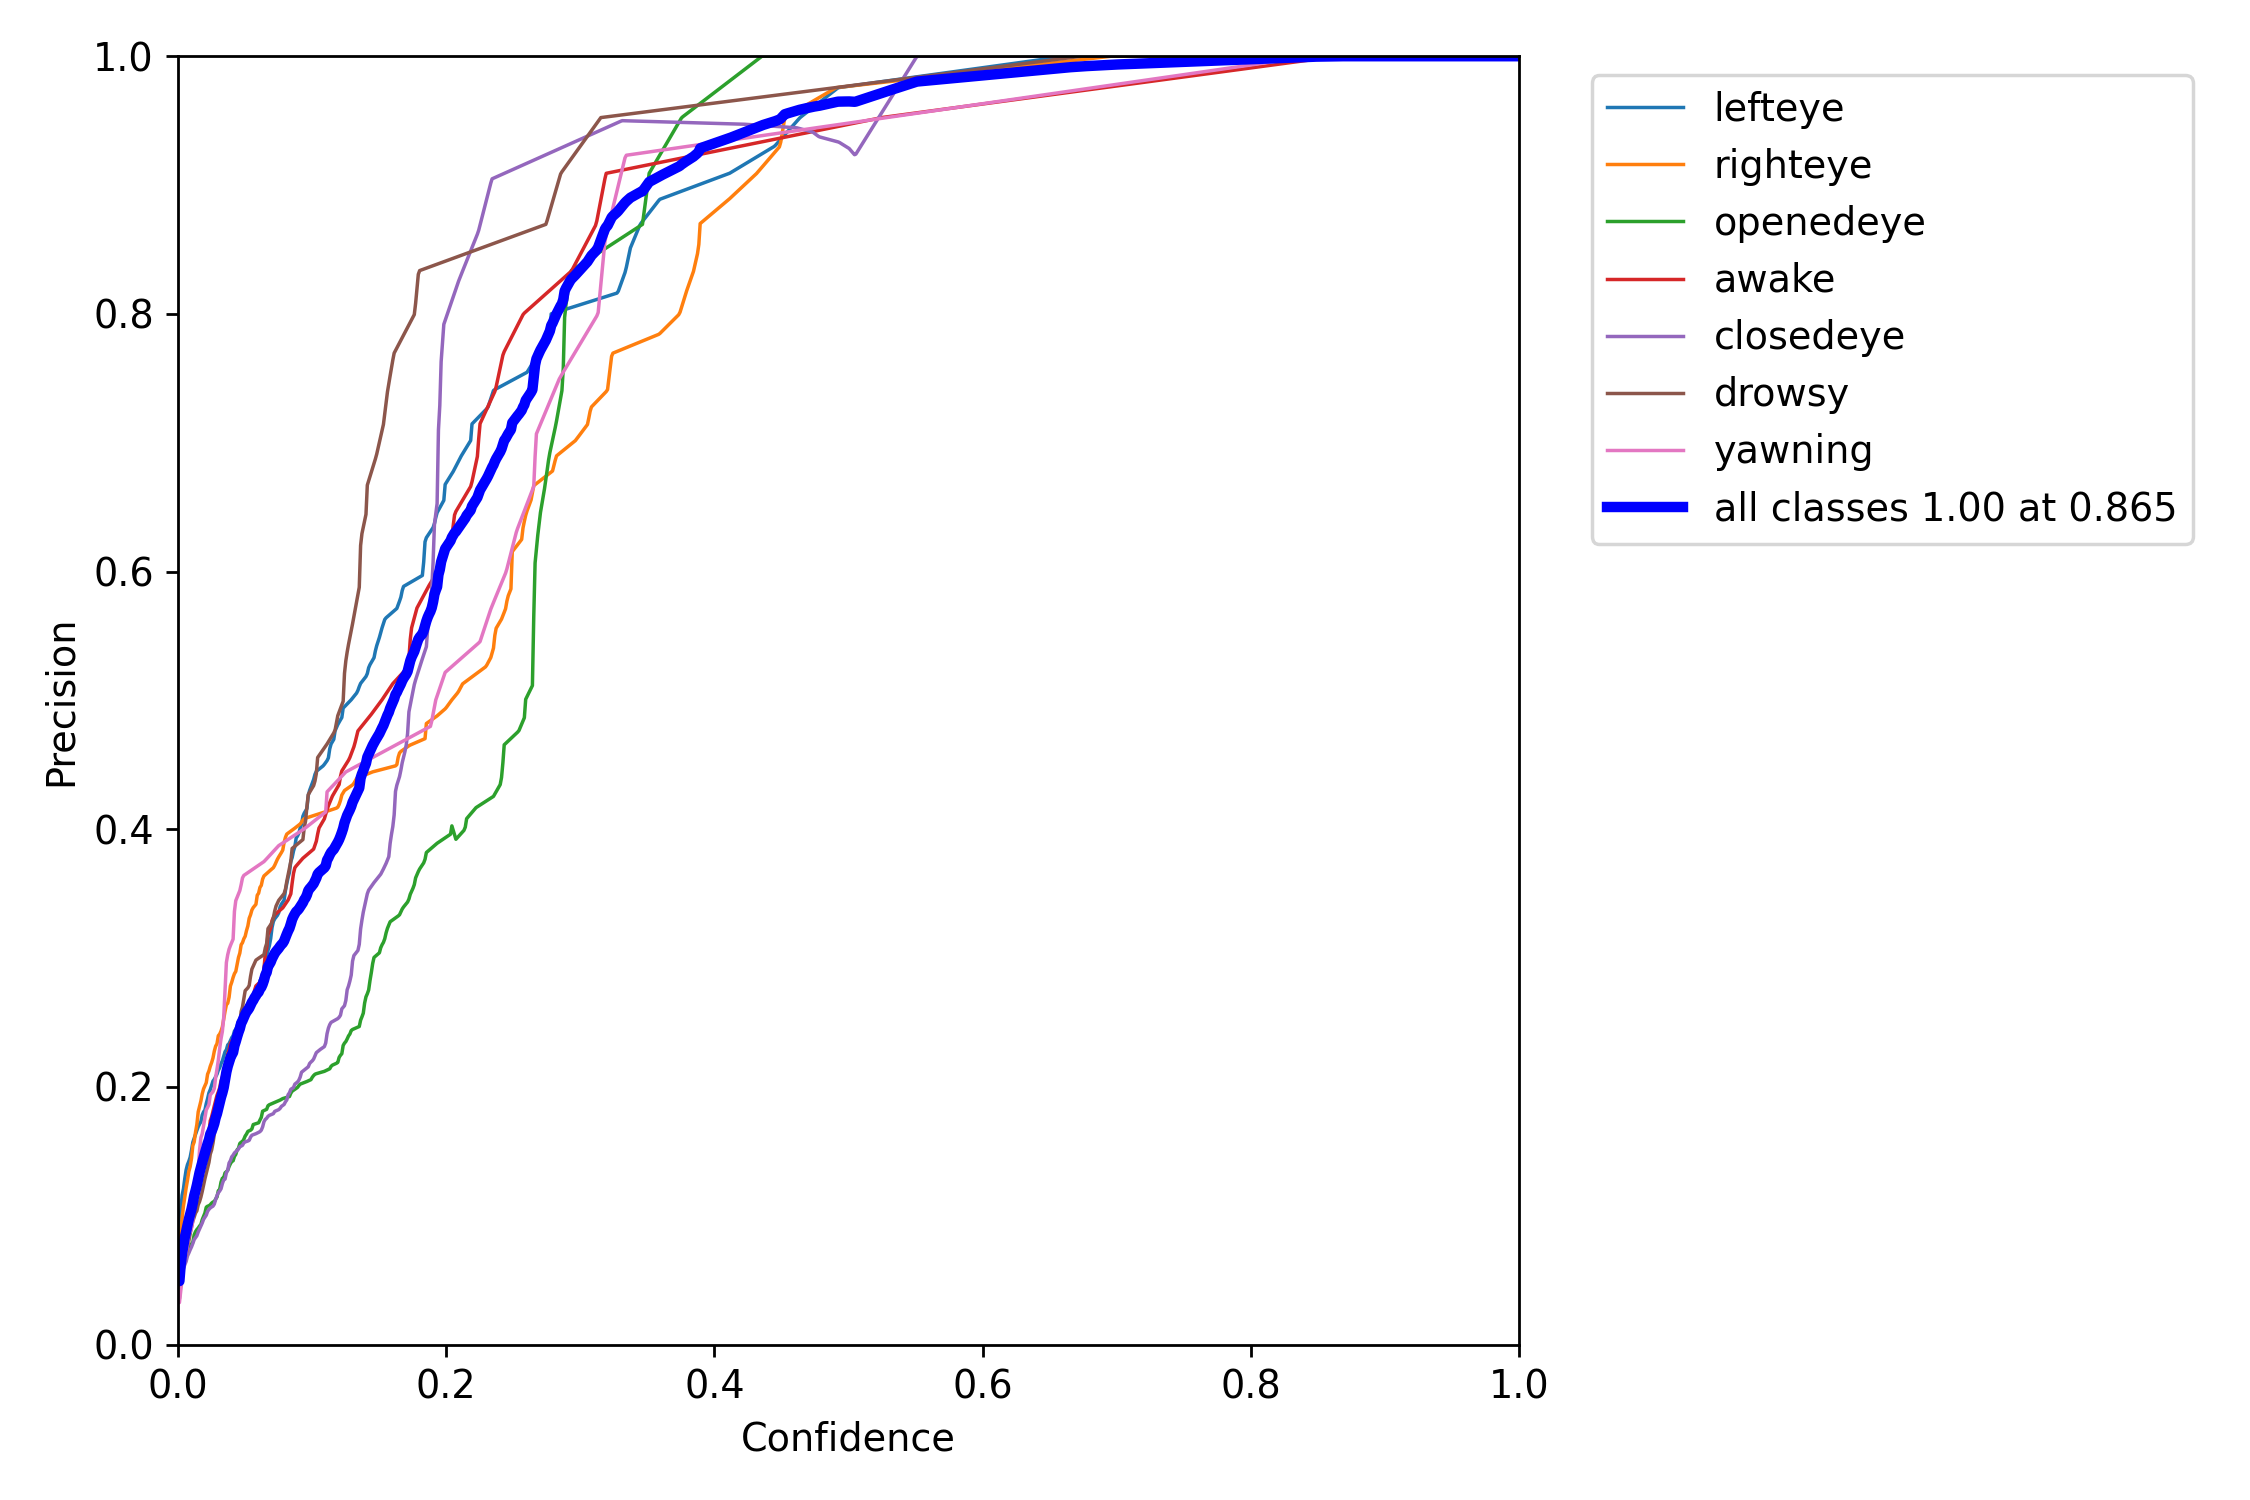 1.0
0.8
0.6
0.4
0.2
0.0
Precision
0.0 0.2 0.4 0.6 0.8 1.0
Confidence
lefteye
righteye
openedeye
awake
closedeye
drowsy
yawning
all classes 1.00 at 0.865